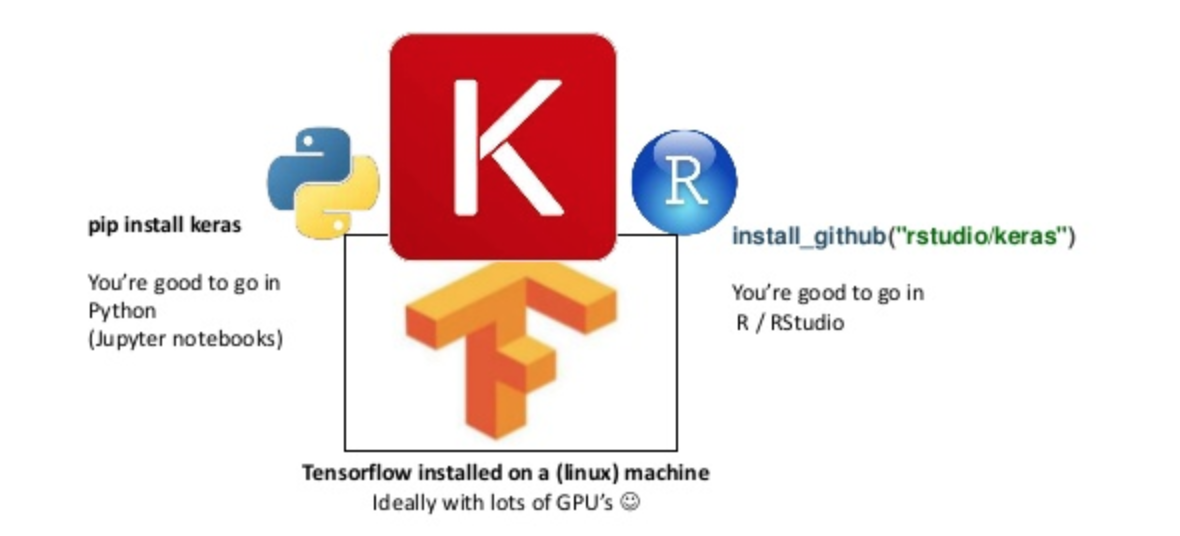 K
R
pip install keras
You're good to go in
Python
(Jupyter notebooks)
install_github("rstudio/keras")
You're good to go in
R / RStudio
Tensorflow installed on a (linux) machine
Ideally with lots of GPU's ☺